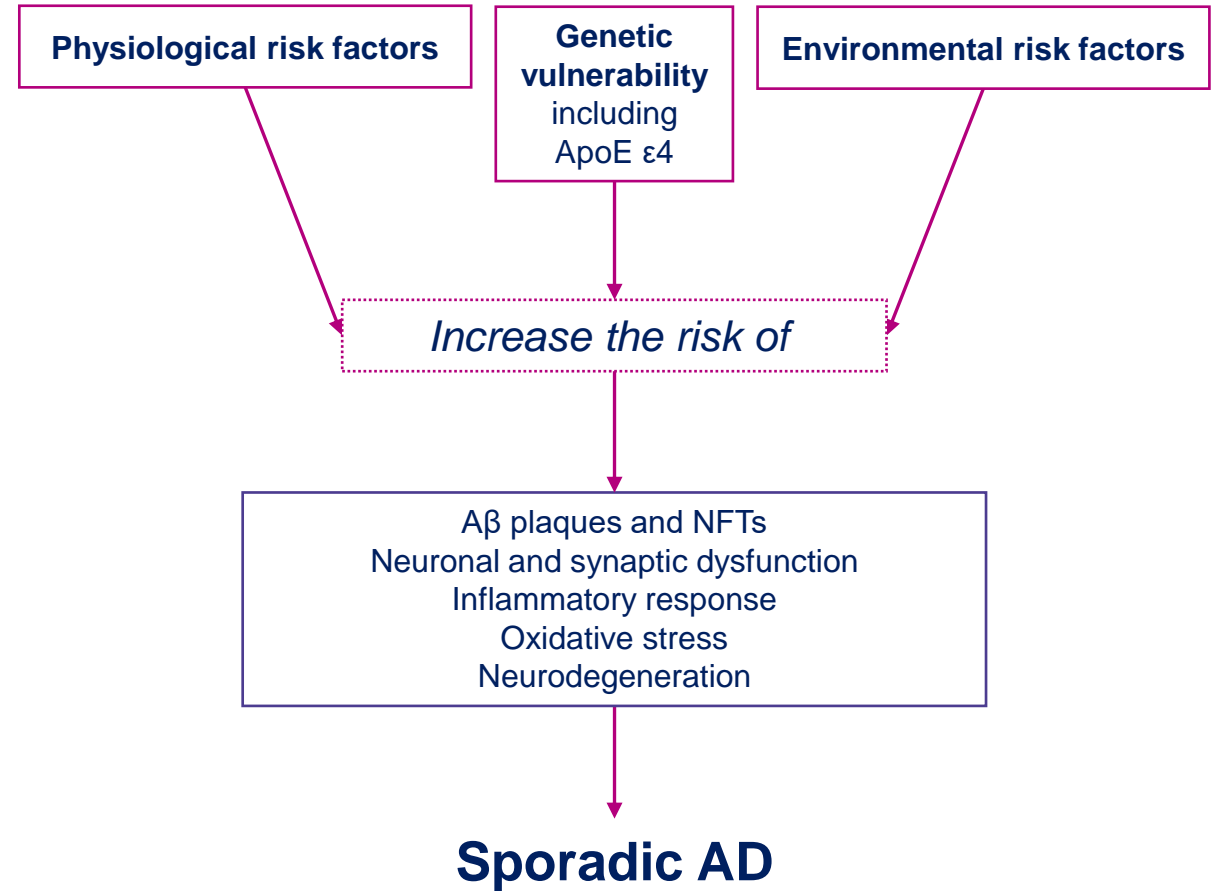 Physiological risk factors
Genetic
vulnerability
including
ApoE ε4
Environmental risk factors
Increase the risk of
Aβ plaques and NFTs
Neuronal and synaptic dysfunction
Inflammatory response
Oxidative stress
Neurodegeneration
Sporadic AD